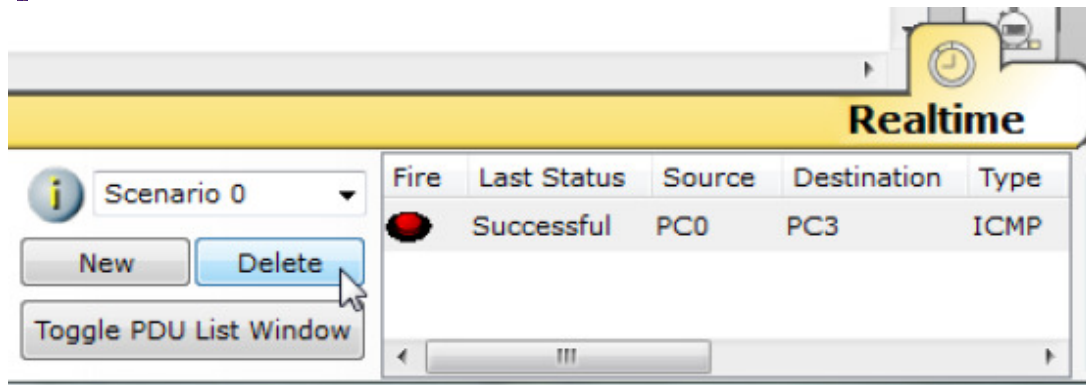 Realtime
Scenario 0
New Delete
Toggle PDU List Window
Fire Last Status Source Destination Type
Successful PC0 PC3 ICMP